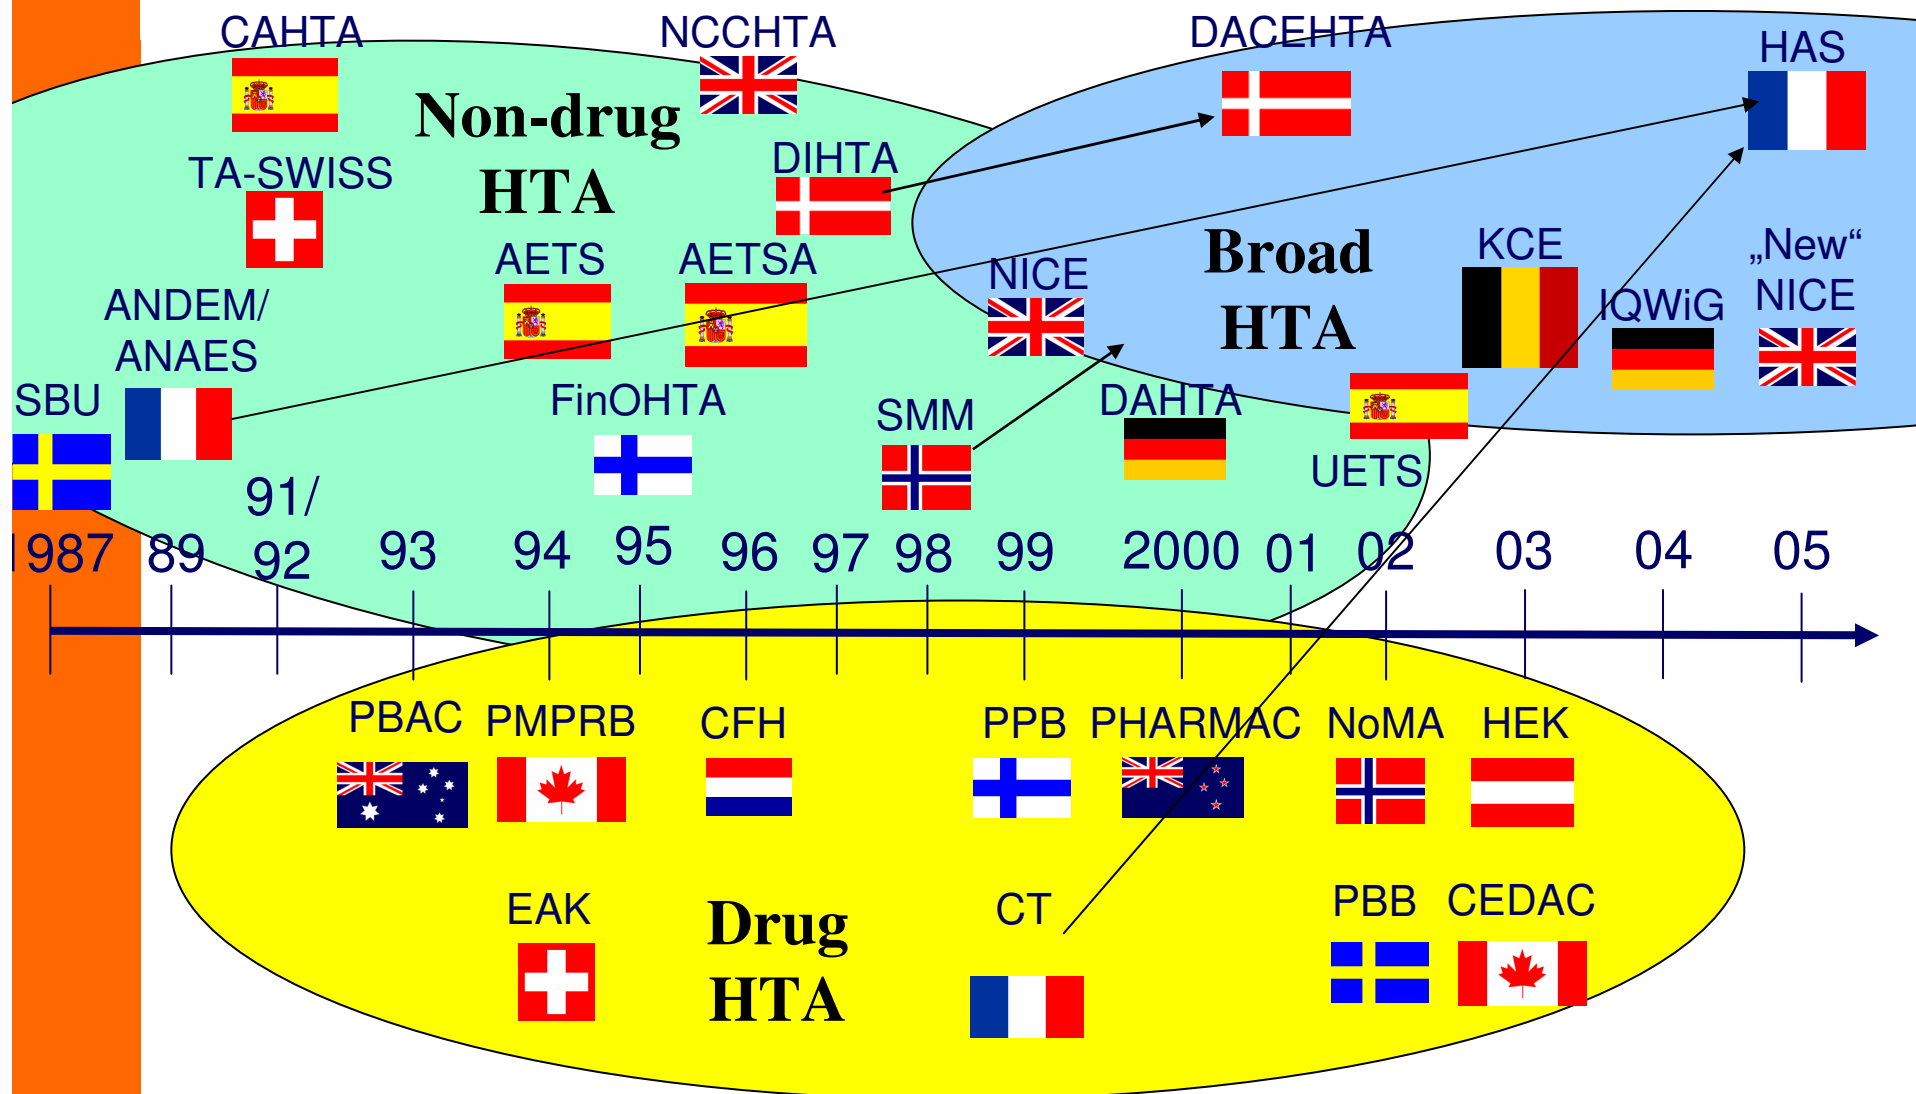 CAHTA
NCCHTA
DACEHTA
HAS
Non-drug
HTA
TA-SWISS
DIHTA
AETS
AETSA
NICE
Broad
HTA
KCE
„New“
NICE
IQWiG
ANDEM/
ANAES
SBU
FinOHTA
SMM
DAHTA
UETS
1987
89
91/
92
93
94
95
96
97
98
99
2000
01
02
03
04
05
PBAC
PMPRB
CFH
PPB
PHARMAC
NoMA
HEK
EAK
Drug
HTA
CT
PBB
CEDAC